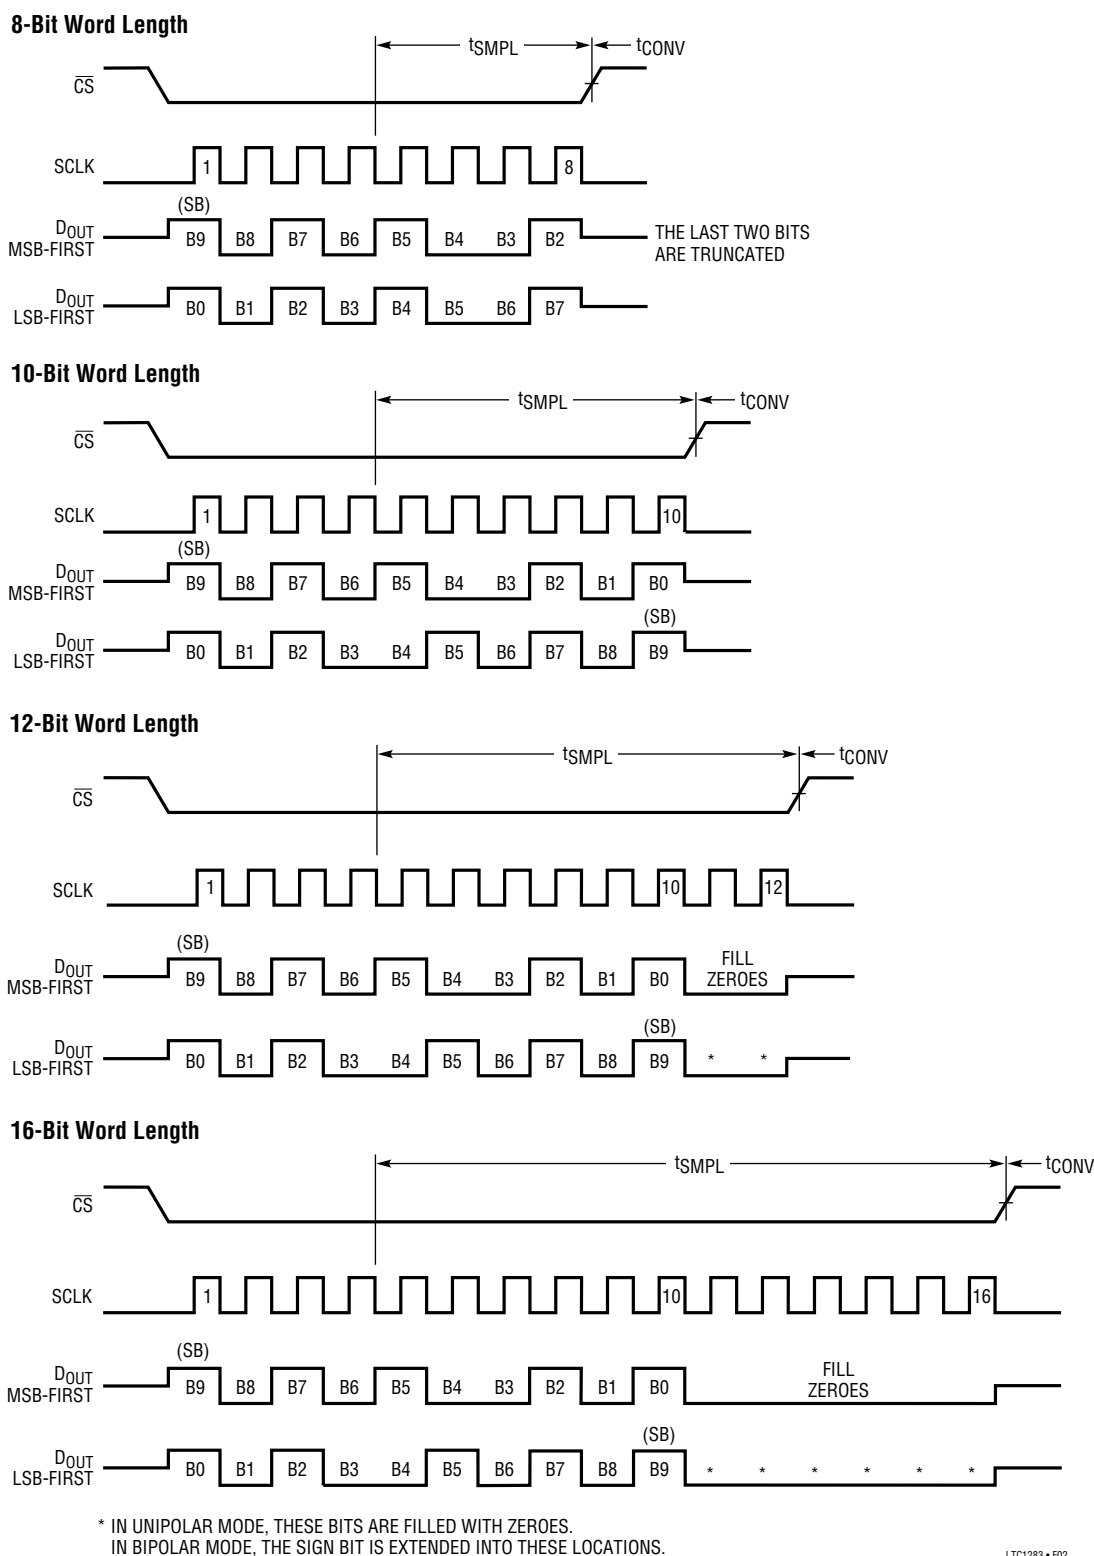 8-Bit Word Length
tSMPL tCONV
CS
SCLK 1 8
(SB)
DOUT
MSB-FIRST B9 B8 B7 B6 B5 B4 B3 B2 THE LAST TWO BITS
ARE TRUNCATED
DOUT
LSB-FIRST B0 B1 B2 B3 B4 B5 B6 B7
10-Bit Word Length
tSMPL tCONV
CS
SCLK 1 10
(SB)
DOUT
MSB-FIRST B9 B8 B7 B6 B5 B4 B3 B2 B1 B0
(SB)
DOUT
LSB-FIRST B0 B1 B2 B3 B4 B5 B6 B7 B8 B9
12-Bit Word Length
tSMPL tCONV
CS
SCLK 1 10 12
(SB)
DOUT
MSB-FIRST B9 B8 B7 B6 B5 B4 B3 B2 B1 B0 FILL
ZEROES
(SB)
DOUT
LSB-FIRST B0 B1 B2 B3 B4 B5 B6 B7 B8 B9 * *
16-Bit Word Length
tSMPL tCONV
CS
SCLK 1 10 16
(SB)
DOUT
MSB-FIRST B9 B8 B7 B6 B5 B4 B3 B2 B1 B0 FILL
ZEROES
(SB)
DOUT
LSB-FIRST B0 B1 B2 B3 B4 B5 B6 B7 B8 B9 * * * * * *
* IN UNIPOLAR MODE, THESE BITS ARE FILLED WITH ZEROES.
IN BIPOLAR MODE, THE SIGN BIT IS EXTENDED INTO THESE LOCATIONS.
LTC1283 • F02